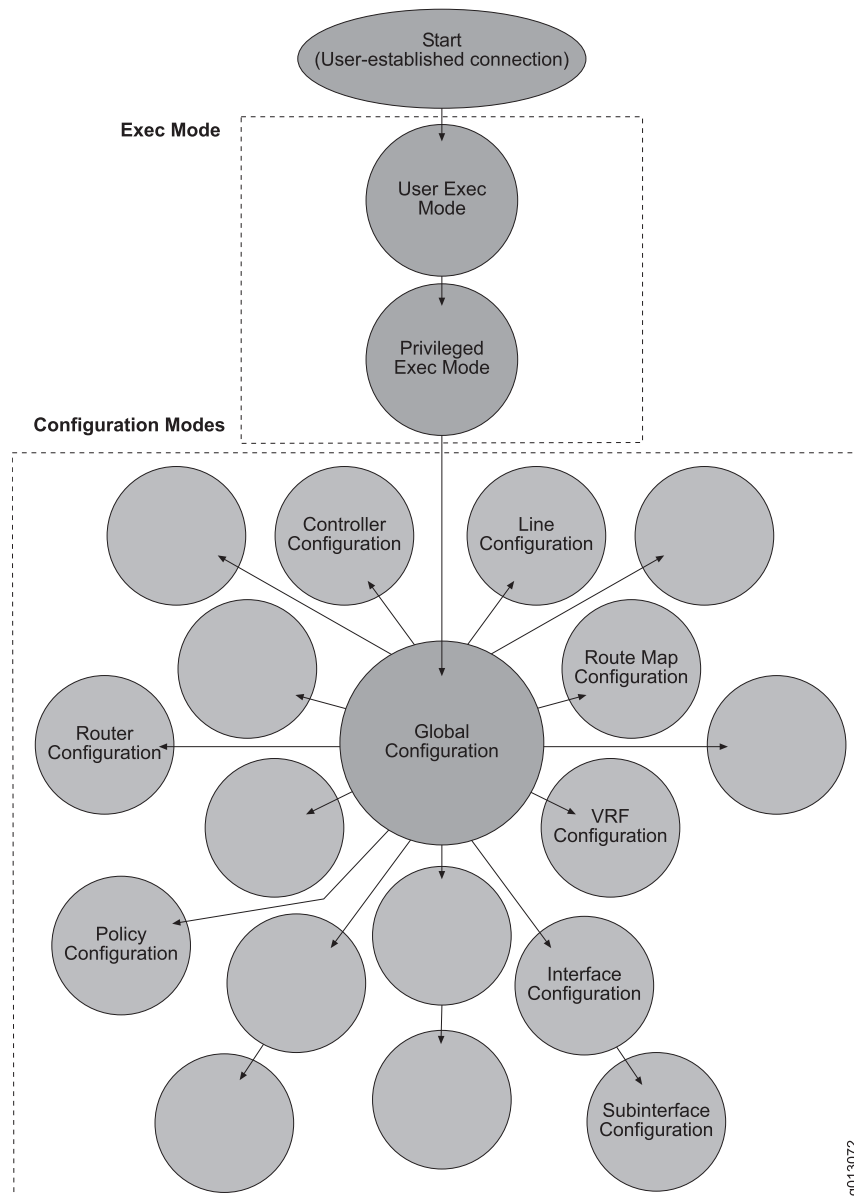 Start
(User-established connection)
Exec Mode
User Exec
Mode
Privileged
Exec Mode
Configuration Modes
Controller
Configuration
Line
Configuration
Route Map
Configuration
Router
Configuration
Global
Configuration
VRF
Configuration
Policy
Configuration
Interface
Configuration
Subinterface
Configuration
g013072